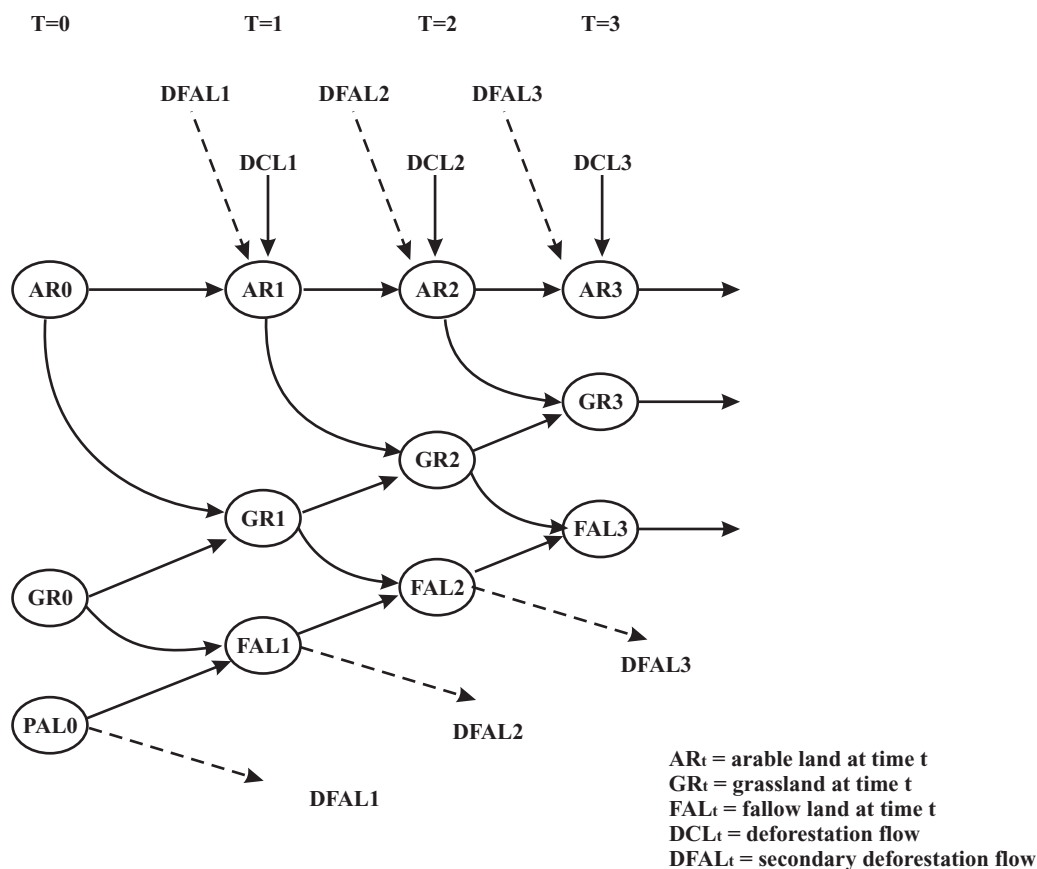 T=0 T=1 T=2 T=3
DFAL1 DFAL2 DFAL3
DCL1 DCL2 DCL3
AR0 AR1 AR2 AR3
GR3
GR2
GR1
FAL3
FAL2
GR0
FAL1
DFAL3
PAL0
DFAL2
DFAL1
ARt = arable land at time t
GRt = grassland at time t
FALt = fallow land at time t
DCLt = deforestation flow
DFALt = secondary deforestation flow